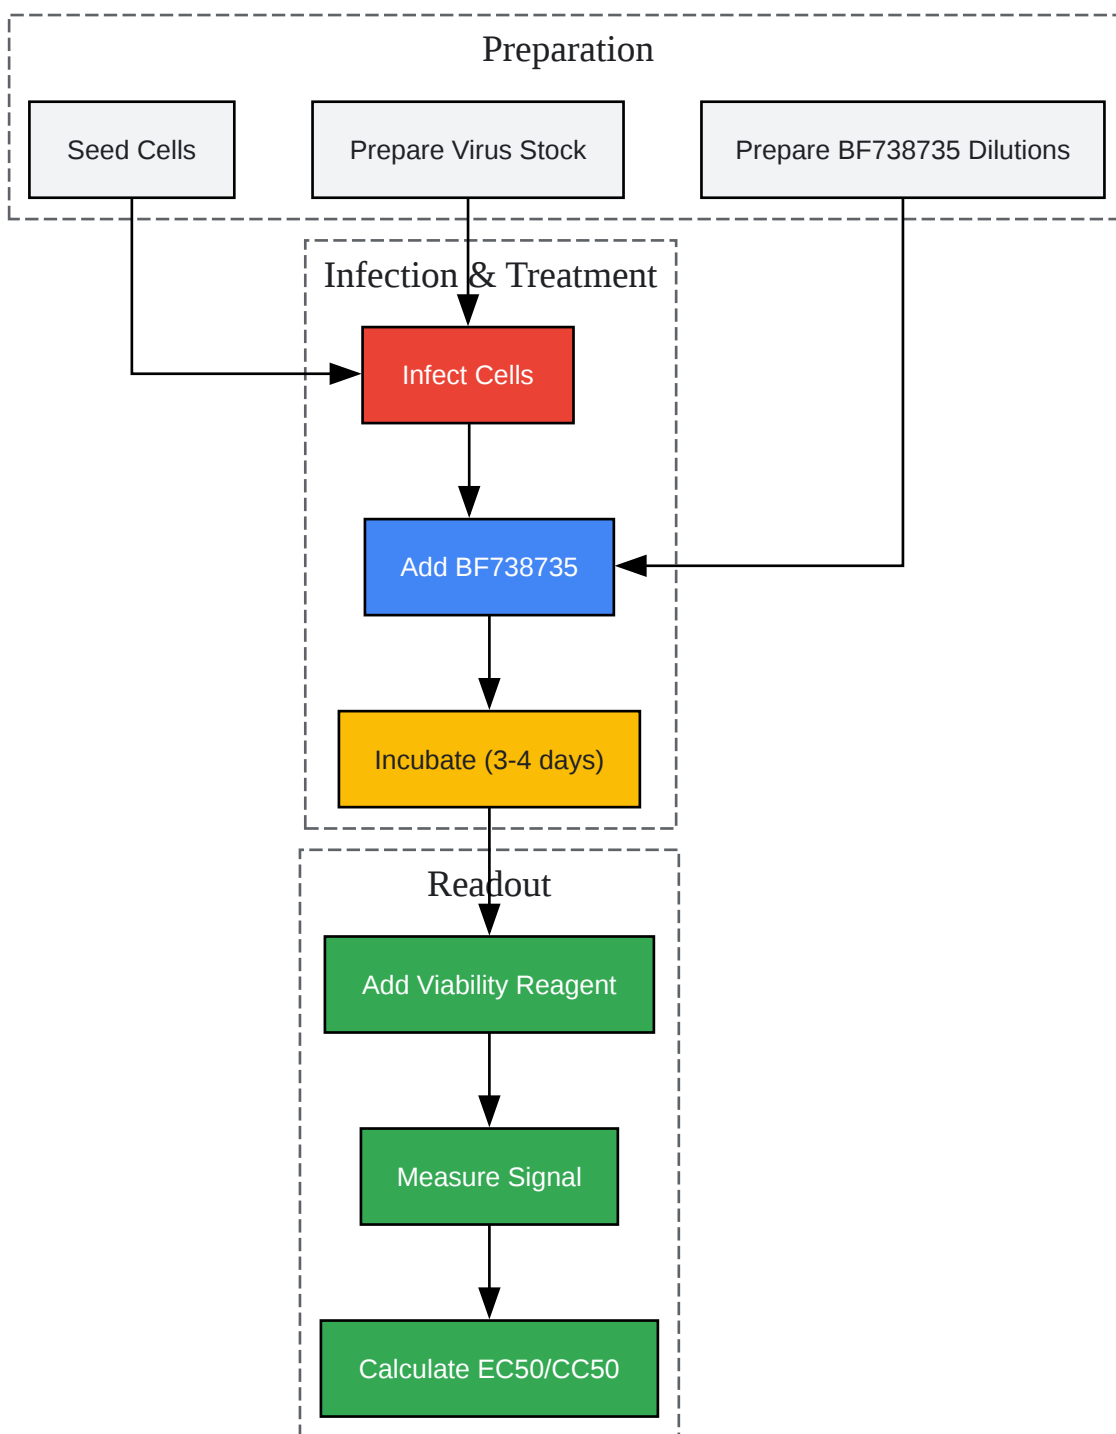 Preparation
Seed Cells
Prepare Virus Stock
Prepare BF738735 Dilutions
Infection & Treatment
Infect Cells
Add BF738735
Incubate (3-4 days)
Readout
Add Viability Reagent
Measure Signal
Calculate EC50/CC50